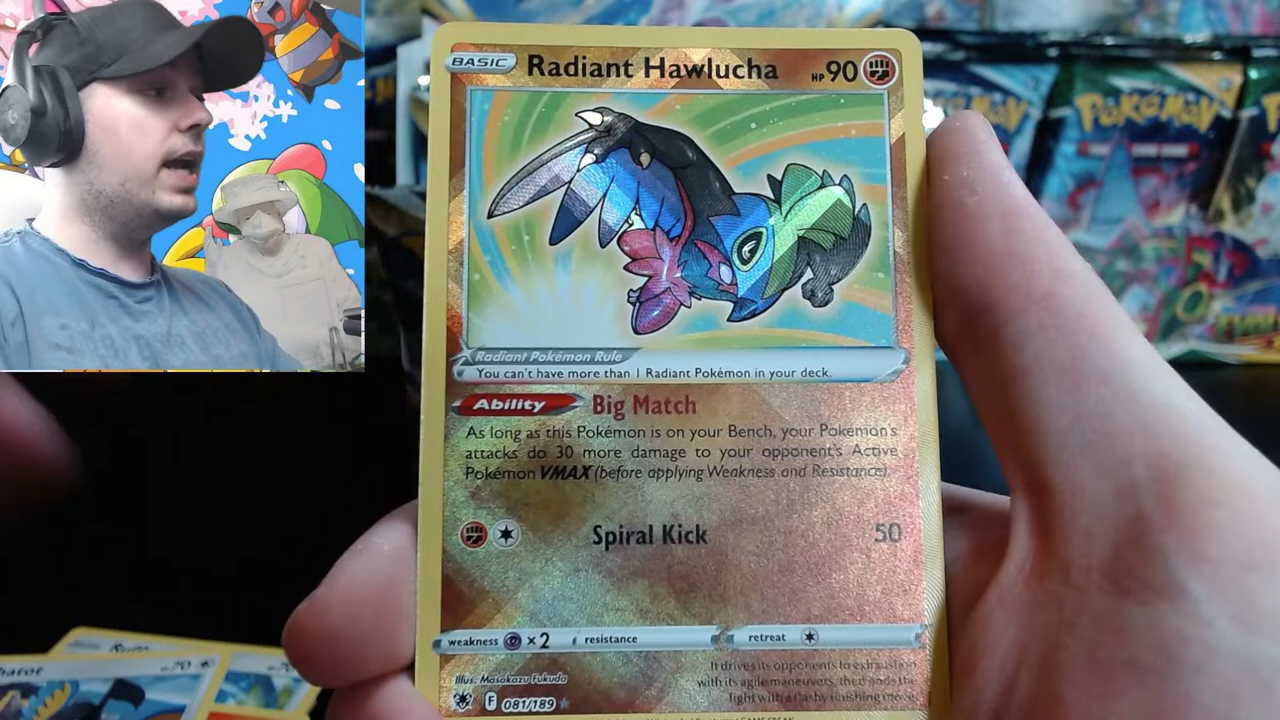 BASIC Radiant Hawlucha HP 90
Radiant Pokémon Rule
You can't have more than 1 Radiant Pokémon in your deck.
Ability Big Match
As long as this Pokémon is on your Bench, your Pokémon's
attacks do 30 more damage to your opponent's Active
Pokémon VMAX (before applying Weakness and Resistance).
Spiral Kick 50
weakness ×2 resistance retreat
It drives its opponents to exhaustion
with its agile maneuvers, then ends the
fight with a flashy finishing move.
Illus. Masakazu Fukuda
F 081/189
POKÉMON